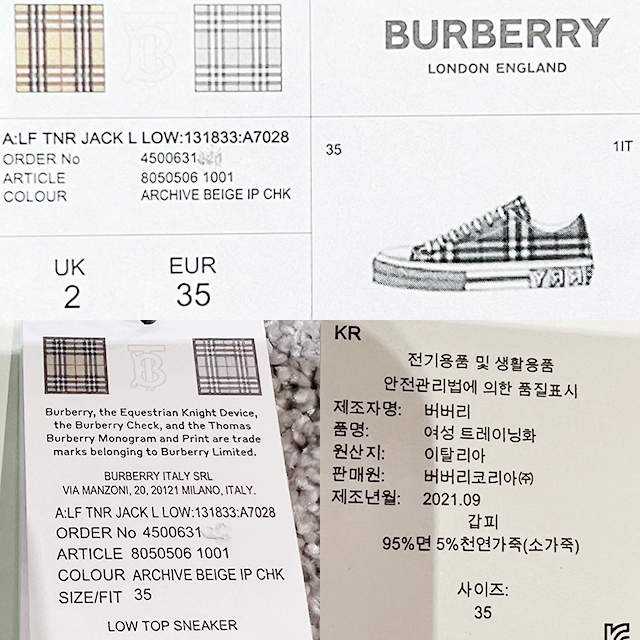 BURBERRY
LONDON ENGLAND
A:LF TNR JACK L LOW:131833:A7028
ORDER No 4500631
ARTICLE 8050506 1001
COLOUR ARCHIVE BEIGE IP CHK
35
1IT
UK
2
EUR
35
YRR
Burberry, the Equestrian Knight Device,
the Burberry Check, and the Thomas
Burberry Monogram and Print are trade
marks belonging to Burberry Limited.
BURBERRY ITALY SRL
VIA MANZONI, 20, 20121 MILANO, ITALY.
A:LF TNR JACK L LOW:131833:A7028
ORDER No 4500631
ARTICLE 8050506 1001
COLOUR ARCHIVE BEIGE IP CHK
SIZE/FIT 35
LOW TOP SNEAKER
KR
전기용품 및 생활용품
안전관리법에 의한 품질표시
제조자명: 버버리
품명: 여성 트레이닝화
원산지: 이탈리아
판매원: 버버리코리아㈜
제조년월: 2021.09
갑피
95%면 5%천연가죽(소가죽)
사이즈:
35